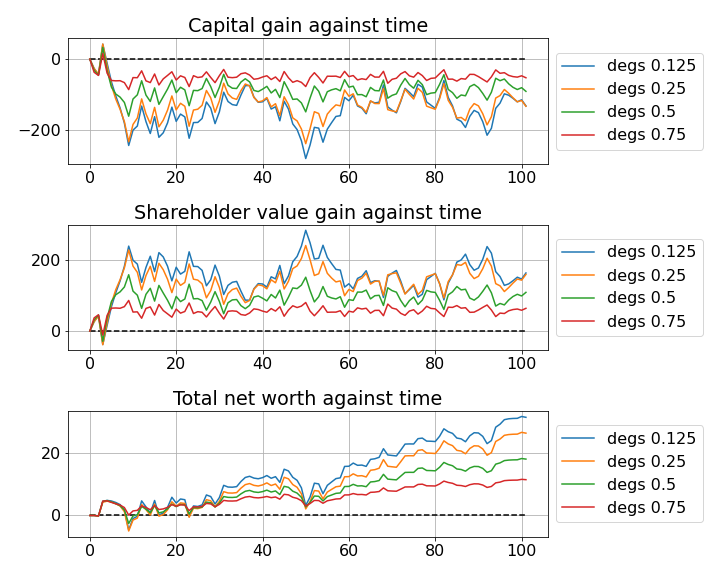 Capital gain against time
0
−200
0 20 40 60 80 100
degs 0.125
degs 0.25
degs 0.5
degs 0.75
Shareholder value gain against time
200
0
0 20 40 60 80 100
degs 0.125
degs 0.25
degs 0.5
degs 0.75
Total net worth against time
20
0
0 20 40 60 80 100
degs 0.125
degs 0.25
degs 0.5
degs 0.75